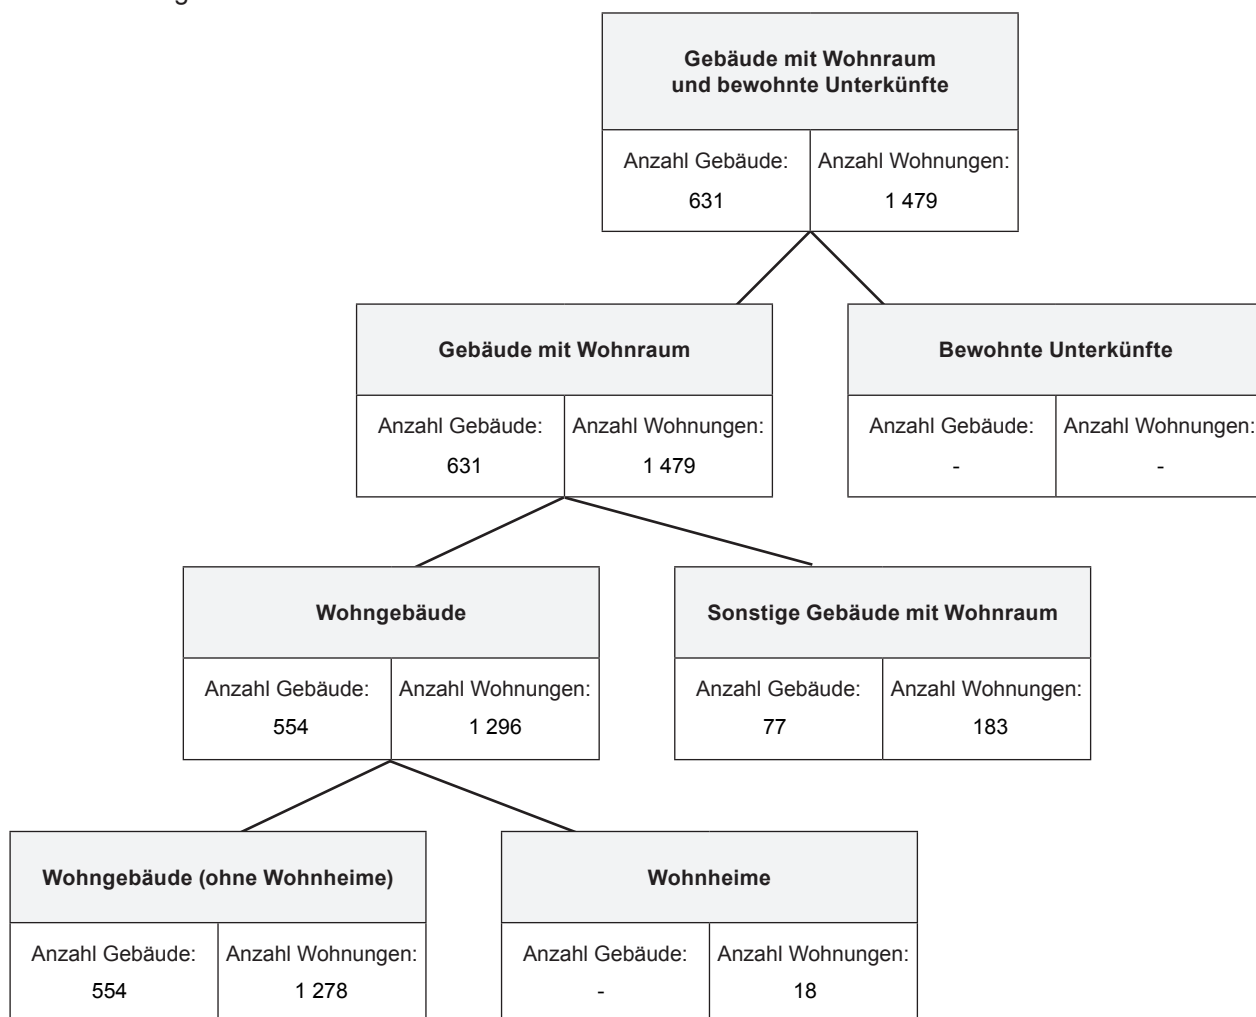 Gebäude mit Wohnraum
und bewohnte Unterkünfte
Anzahl Gebäude: Anzahl Wohnungen:
631 1 479
Gebäude mit Wohnraum
Anzahl Gebäude: Anzahl Wohnungen:
631 1 479
Bewohnte Unterkünfte
Anzahl Gebäude: Anzahl Wohnungen:
- -
Wohngebäude
Anzahl Gebäude: Anzahl Wohnungen:
554 1 296
Sonstige Gebäude mit Wohnraum
Anzahl Gebäude: Anzahl Wohnungen:
77 183
Wohngebäude (ohne Wohnheime)
Anzahl Gebäude: Anzahl Wohnungen:
554 1 278
Wohnheime
Anzahl Gebäude: Anzahl Wohnungen:
- 18